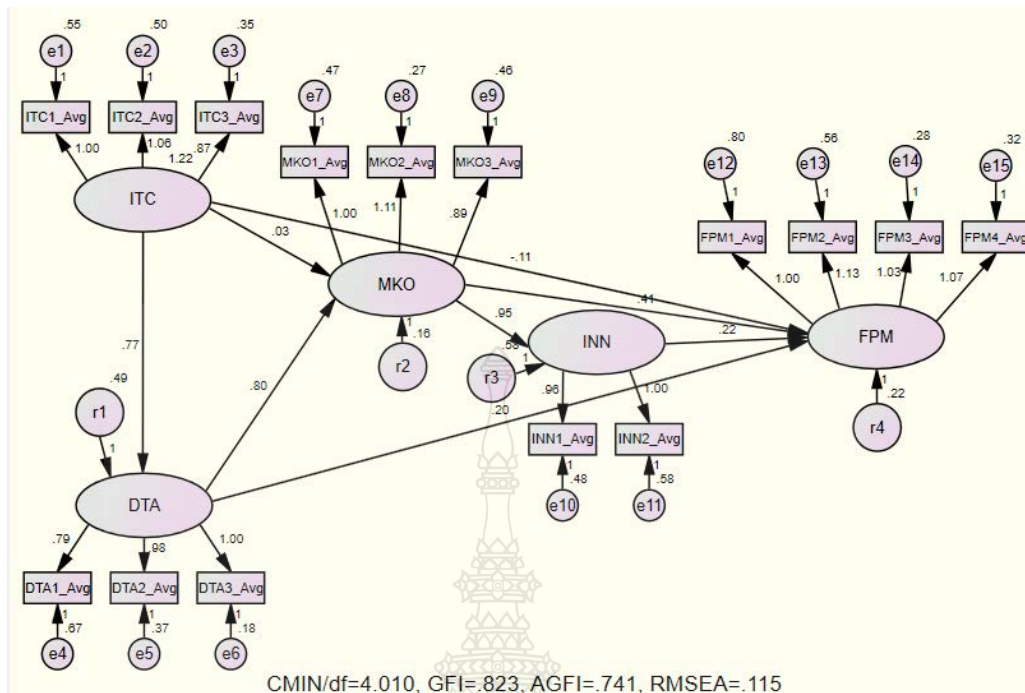 .55 .50 .35
e1 e2 e3
1 1 1
ITC1_Avg ITC2_Avg ITC3_Avg
1.00 1.06 .87
1.22
ITC
.47 .27 .46
e7 e8 e9
1 1 1
MKO1_Avg MKO2_Avg MKO3_Avg
1.00 1.11 .89
.03
-.11
MKO
1
.16
r2
.41
.95
.80 .56 .28 .32
e12 e13 e14 e15
1 1 1 1
FPM1_Avg FPM2_Avg FPM3_Avg FPM4_Avg
1.00 1.13 1.03 1.07
.22
FPM
1
.22
r4
INN
.58
r3
1
.96 1.00
.20
INN1_Avg INN2_Avg
1 1
.48 .58
e10 e11
.77
.80
.49
r1
1
DTA
.79 .98 1.00
DTA1_Avg DTA2_Avg DTA3_Avg
1 1 1
.67 .37 .18
e4 e5 e6
CMIN/df=4.010, GFI=.823, AGFI=.741, RMSEA=.115